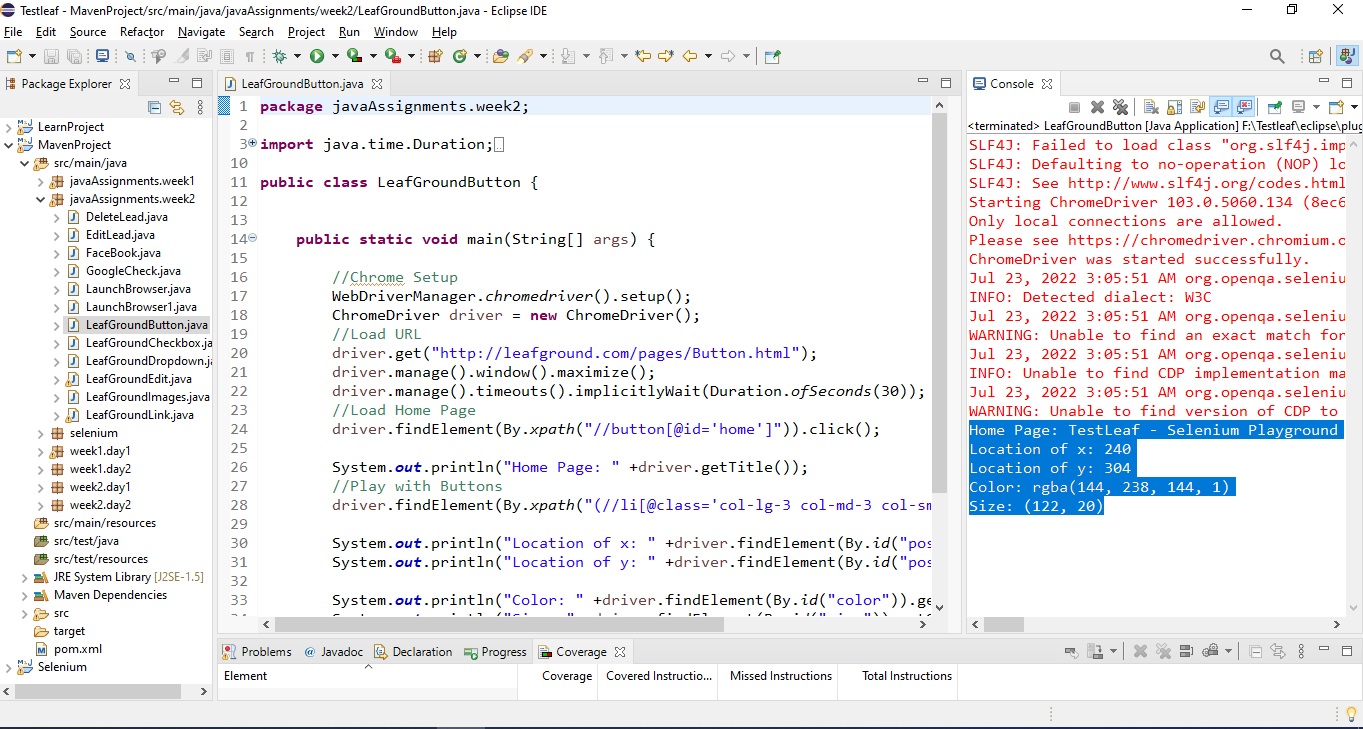 Testleaf - MavenProject/src/main/java/javaAssignments/week2/LeafGroundButton.java - Eclipse IDE
File Edit Source Refactor Navigate Search Project Run Window Help
Package Explorer
LearnProject
MavenProject
src/main/java
javaAssignments.week1
javaAssignments.week2
DeleteLead.java
EditLead.java
FaceBook.java
GoogleCheck.java
LaunchBrowser.java
LaunchBrowser1.java
LeafGroundButton.java
LeafGroundCheckbox.ja
LeafGroundDropdown.ja
LeafGroundEdit.java
LeafGroundImages.java
LeafGroundLink.java
selenium
week1.day1
week1.day2
week2.day1
week2.day2
src/main/resources
src/test/java
src/test/resources
JRE System Library [J2SE-1.5]
Maven Dependencies
src
target
pom.xml
Selenium
LeafGroundButton.java
1 package javaAssignments.week2;
2
3 import java.time.Duration;
10
11 public class LeafGroundButton {
12
13
14 public static void main(String[] args) {
15
16 //Chrome Setup
17 WebDriverManager.chromedriver().setup();
18 ChromeDriver driver = new ChromeDriver();
19 //Load URL
20 driver.get("http://leafground.com/pages/Button.html");
21 driver.manage().window().maximize();
22 driver.manage().timeouts().implicitlyWait(Duration.ofSeconds(30));
23 //Load Home Page
24 driver.findElement(By.xpath("//button[@id='home']")).click();
25
26 System.out.println("Home Page: " +driver.getTitle());
27 //Play with Buttons
28 driver.findElement(By.xpath("(//li[@class='col-lg-3 col-md-3 col-sm
29
30 System.out.println("Location of x: " +driver.findElement(By.id("pos
31 System.out.println("Location of y: " +driver.findElement(By.id("pos
32
33 System.out.println("Color: " +driver.findElement(By.id("color")).ge
Console
<terminated> LeafGroundButton [Java Application] F:\Testleaf\eclipse\plug
SLF4J: Failed to load class "org.slf4j.imp
SLF4J: Defaulting to no-operation (NOP) lo
SLF4J: See http://www.slf4j.org/codes.html
Starting ChromeDriver 103.0.5060.134 (8ec6
Only local connections are allowed.
Please see https://chromedriver.chromium.o
ChromeDriver was started successfully.
Jul 23, 2022 3:05:51 AM org.openqa.seleniu
INFO: Detected dialect: W3C
Jul 23, 2022 3:05:51 AM org.openqa.seleniu
WARNING: Unable to find an exact match for
Jul 23, 2022 3:05:51 AM org.openqa.seleniu
INFO: Unable to find CDP implementation ma
Jul 23, 2022 3:05:51 AM org.openqa.seleniu
WARNING: Unable to find version of CDP to
Home Page: TestLeaf - Selenium Playground
Location of x: 240
Location of y: 304
Color: rgba(144, 238, 144, 1)
Size: (122, 20)
Problems @ Javadoc Declaration Progress Coverage
Element Coverage Covered Instructio... Missed Instructions Total Instructions